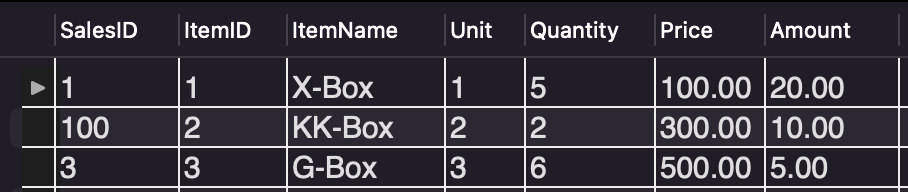 SalesID ItemID ItemName Unit Quantity Price Amount
1 1 X-Box 1 5 100.00 20.00
100 2 KK-Box 2 2 300.00 10.00
3 3 G-Box 3 6 500.00 5.00